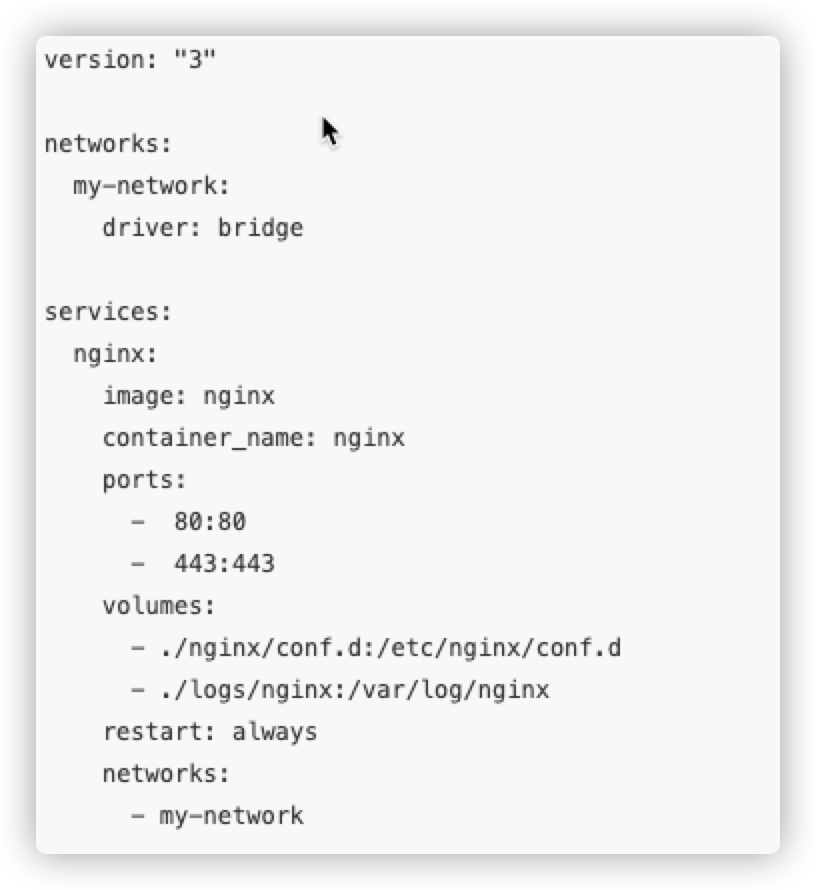 version: "3"

networks:
  my-network:
    driver: bridge

services:
  nginx:
    image: nginx
    container_name: nginx
    ports:
      -  80:80
      -  443:443
    volumes:
      - ./nginx/conf.d:/etc/nginx/conf.d
      - ./logs/nginx:/var/log/nginx
    restart: always
    networks:
      - my-network